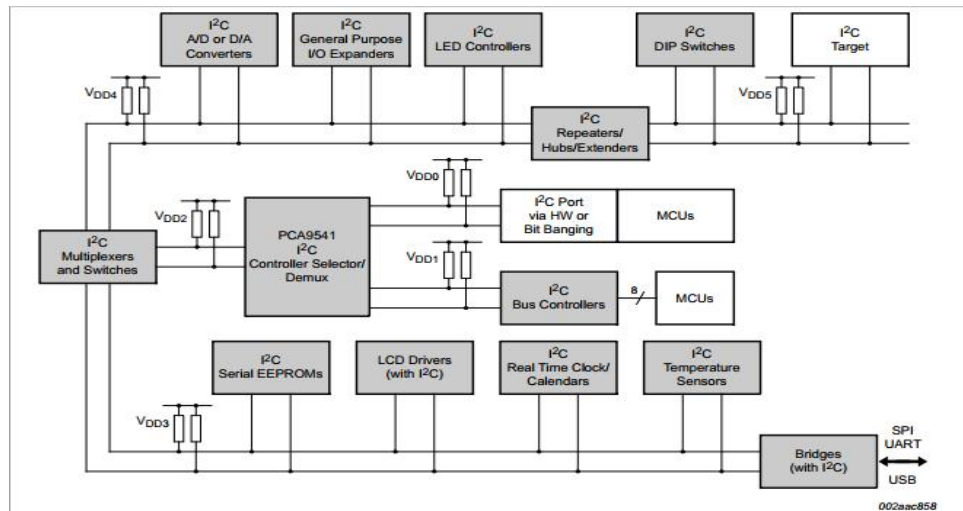 I²C
A/D or D/A
Converters
I²C
General Purpose
I/O Expanders
I²C
LED Controllers
I²C
DIP Switches
I²C
Target
VDD4
VDD5
I²C
Repeaters/
Hubs/Extenders
VDD0
I²C Port
via HW or
Bit Banging
MCUs
VDD2
PCA9541
I²C
Controller Selector/
Demux
I²C
Multiplexers
and Switches
VDD1
I²C
Bus Controllers
8
MCUs
I²C
Serial EEPROMs
LCD Drivers
(with I²C)
I²C
Real Time Clock/
Calendars
I²C
Temperature
Sensors
VDD3
Bridges
(with I²C)
SPI
UART
USB
002aac858